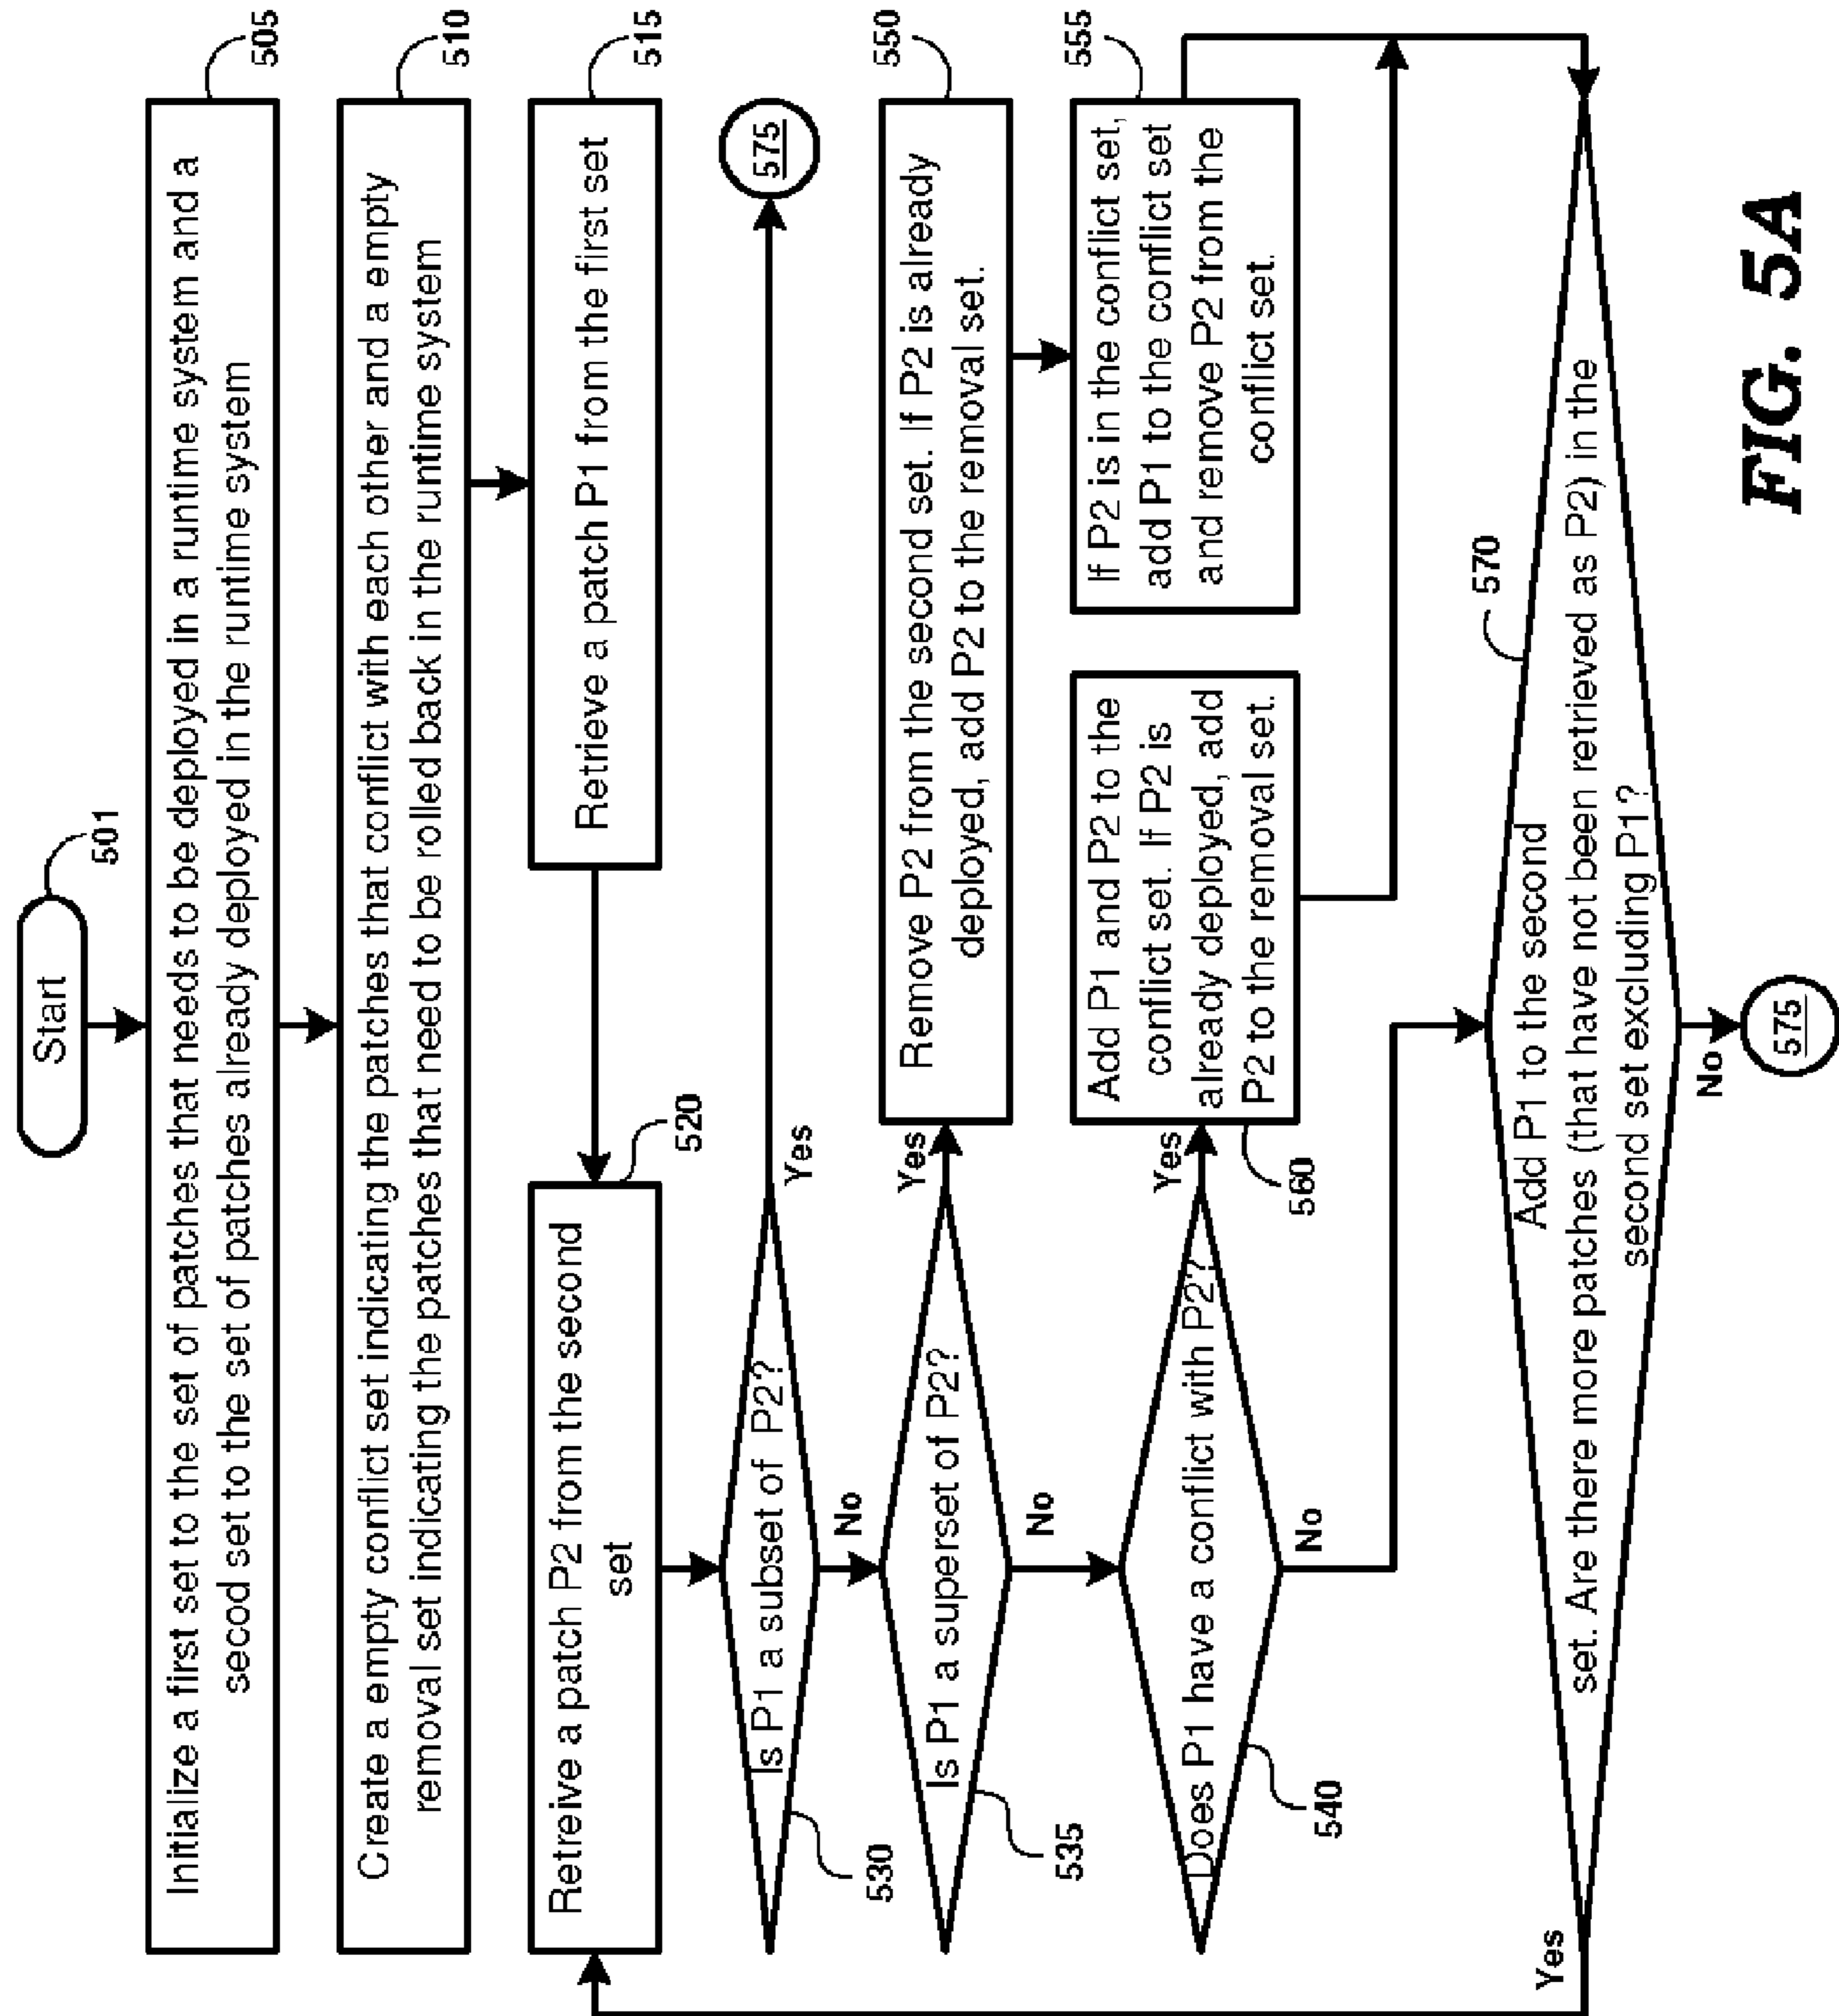 Start
501
Initialize a first set to the set of patches that needs to be deployed in a runtime system and a
secod set to the set of patches already deployed in the runtime system
505
Create a empty conflict set indicating the patches that conflict with each other and a empty
removal set indicating the patches that need to be rolled back in the runtime system
510
Retrieve a patch P1 from the first set
515
Retreive a patch P2 from the second
set
520
Is P1 a subset of P2?
530
Yes
575
No
Is P1 a superset of P2?
535
Yes
Remove P2 from the second set. If P2 is already
deployed, add P2 to the removal set.
550
If P2 is in the conflict set,
add P1 to the conflict set
and remove P2 from the
conflict set.
555
No
Does P1 have a conflict with P2?
540
Yes
Add P1 and P2 to the
conflict set. If P2 is
already deployed, add
P2 to the removal set.
560
No
Add P1 to the second
set. Are there more patches (that have not been retrieved as P2) in the
second set excluding P1?
570
Yes
No
575
FIG. 5A